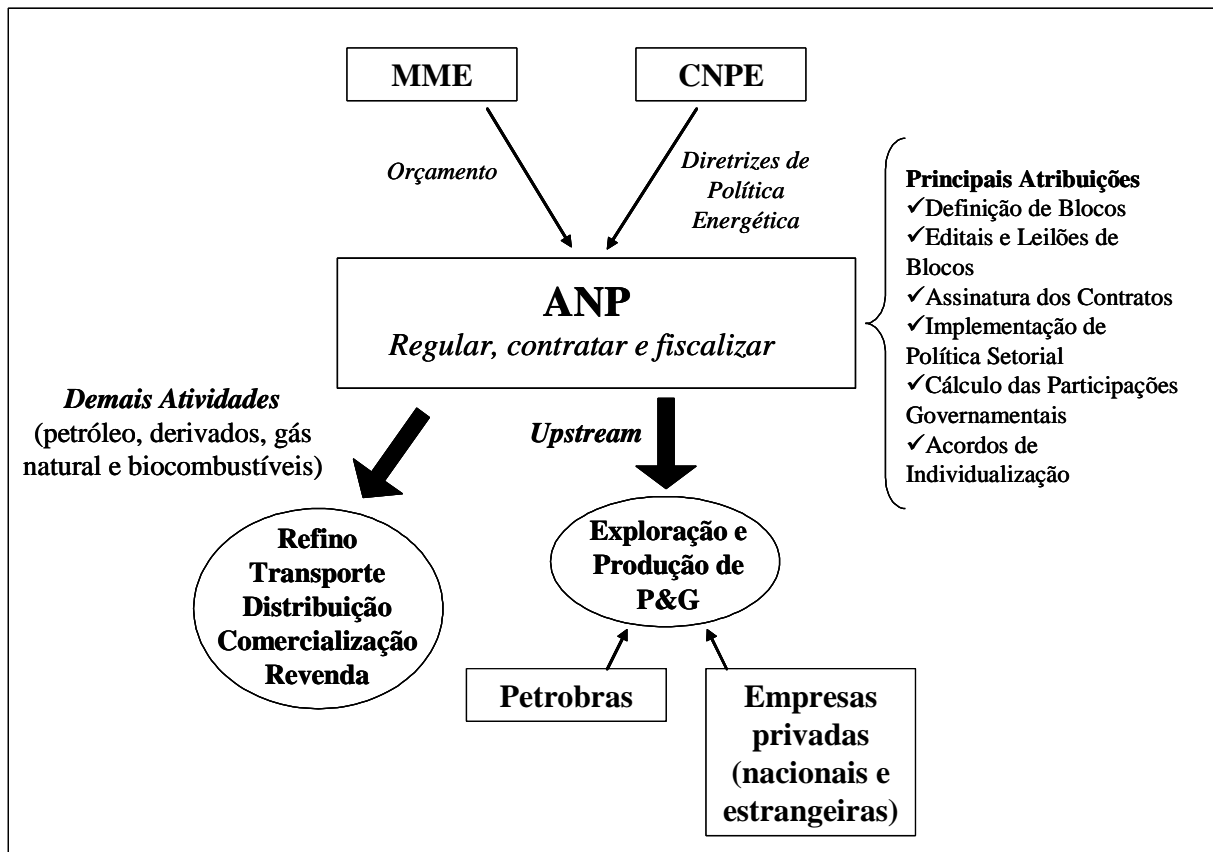 MME
CNPE
Orçamento
Diretrizes de
Política
Energética
ANP
Regular, contratar e fiscalizar
Principais Atribuições
✓Definição de Blocos
✓Editais e Leilões de
Blocos
✓Assinatura dos Contratos
✓Implementação de
Política Setorial
✓Cálculo das Participações
Governamentais
✓Acordos de
Individualização
Demais Atividades
(petróleo, derivados, gás
natural e biocombustíveis)
Upstream
Refino
Transporte
Distribuição
Comercialização
Revenda
Exploração e
Produção de
P&G
Petrobras
Empresas
privadas
(nacionais e
estrangeiras)